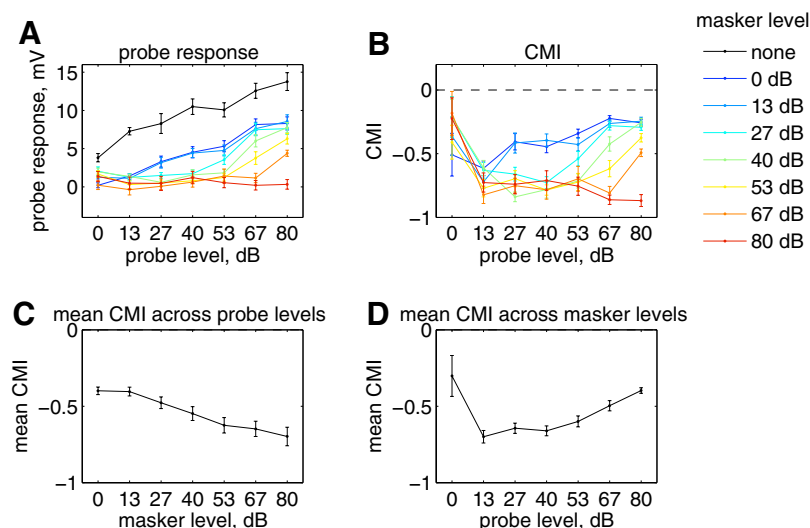 A
probe response
probe response, mV
15
10
5
0
0 13 27 40 53 67 80
probe level, dB
B
CMI
CMI
0
−0.5
−1
0 13 27 40 53 67 80
probe level, dB
masker level
none
0 dB
13 dB
27 dB
40 dB
53 dB
67 dB
80 dB
C
mean CMI across probe levels
mean CMI
0
−0.5
−1
0 13 27 40 53 67 80
masker level, dB
D
mean CMI across masker levels
mean CMI
0
−0.5
−1
0 13 27 40 53 67 80
probe level, dB